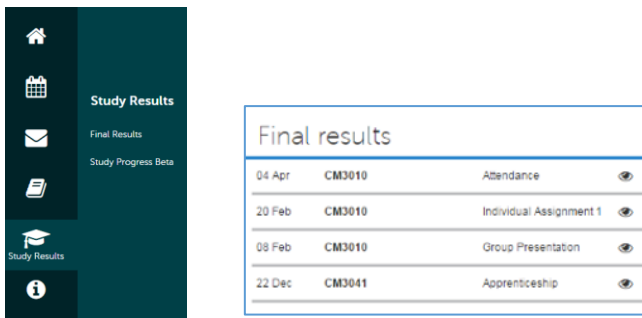 Study Results
Final Results
Study Progress Beta
Study Results
Final results
04 Apr CM3010 Attendance
20 Feb CM3010 Individual Assignment 1
08 Feb CM3010 Group Presentation
22 Dec CM3041 Apprenticeship